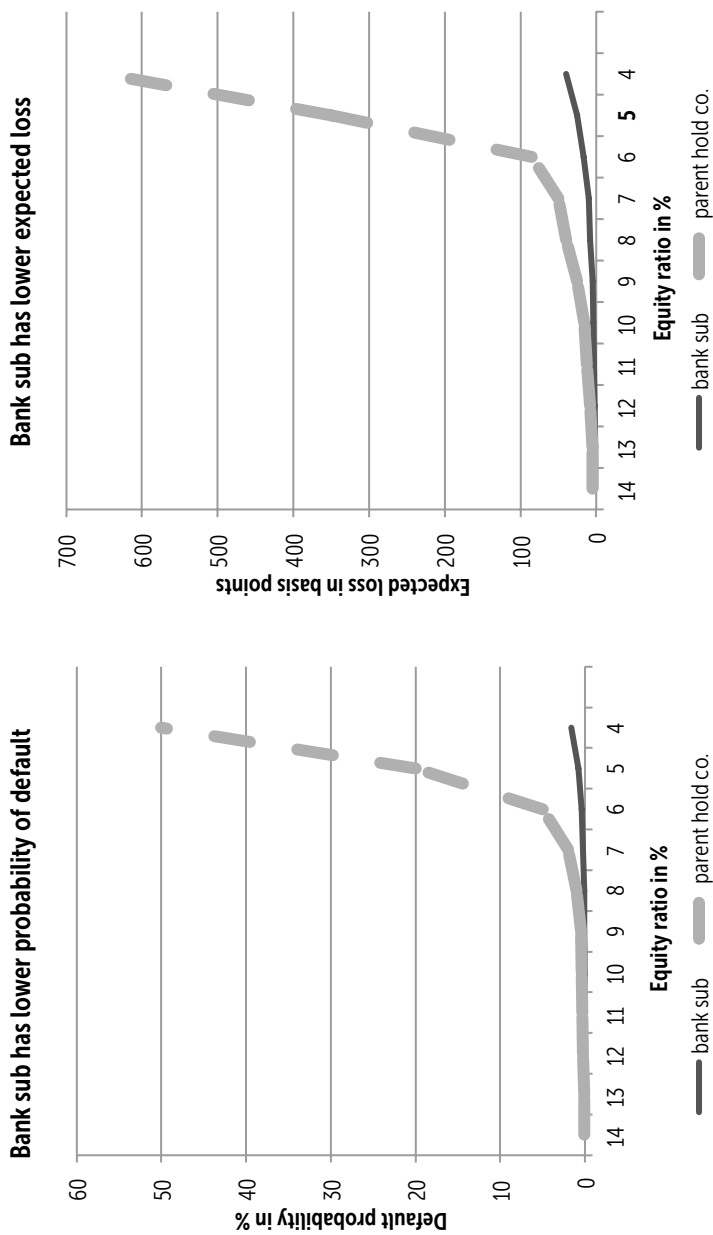 Bank sub has lower probability of default
Default probability in %
60
50
40
30
20
10
0
14 13 12 11 10 9 8 7 6 5 4
Equity ratio in %
bank sub parent hold co.
Bank sub has lower expected loss
Expected loss in basis points
700
600
500
400
300
200
100
0
14 13 12 11 10 9 8 7 6 5 4
Equity ratio in %
bank sub parent hold co.